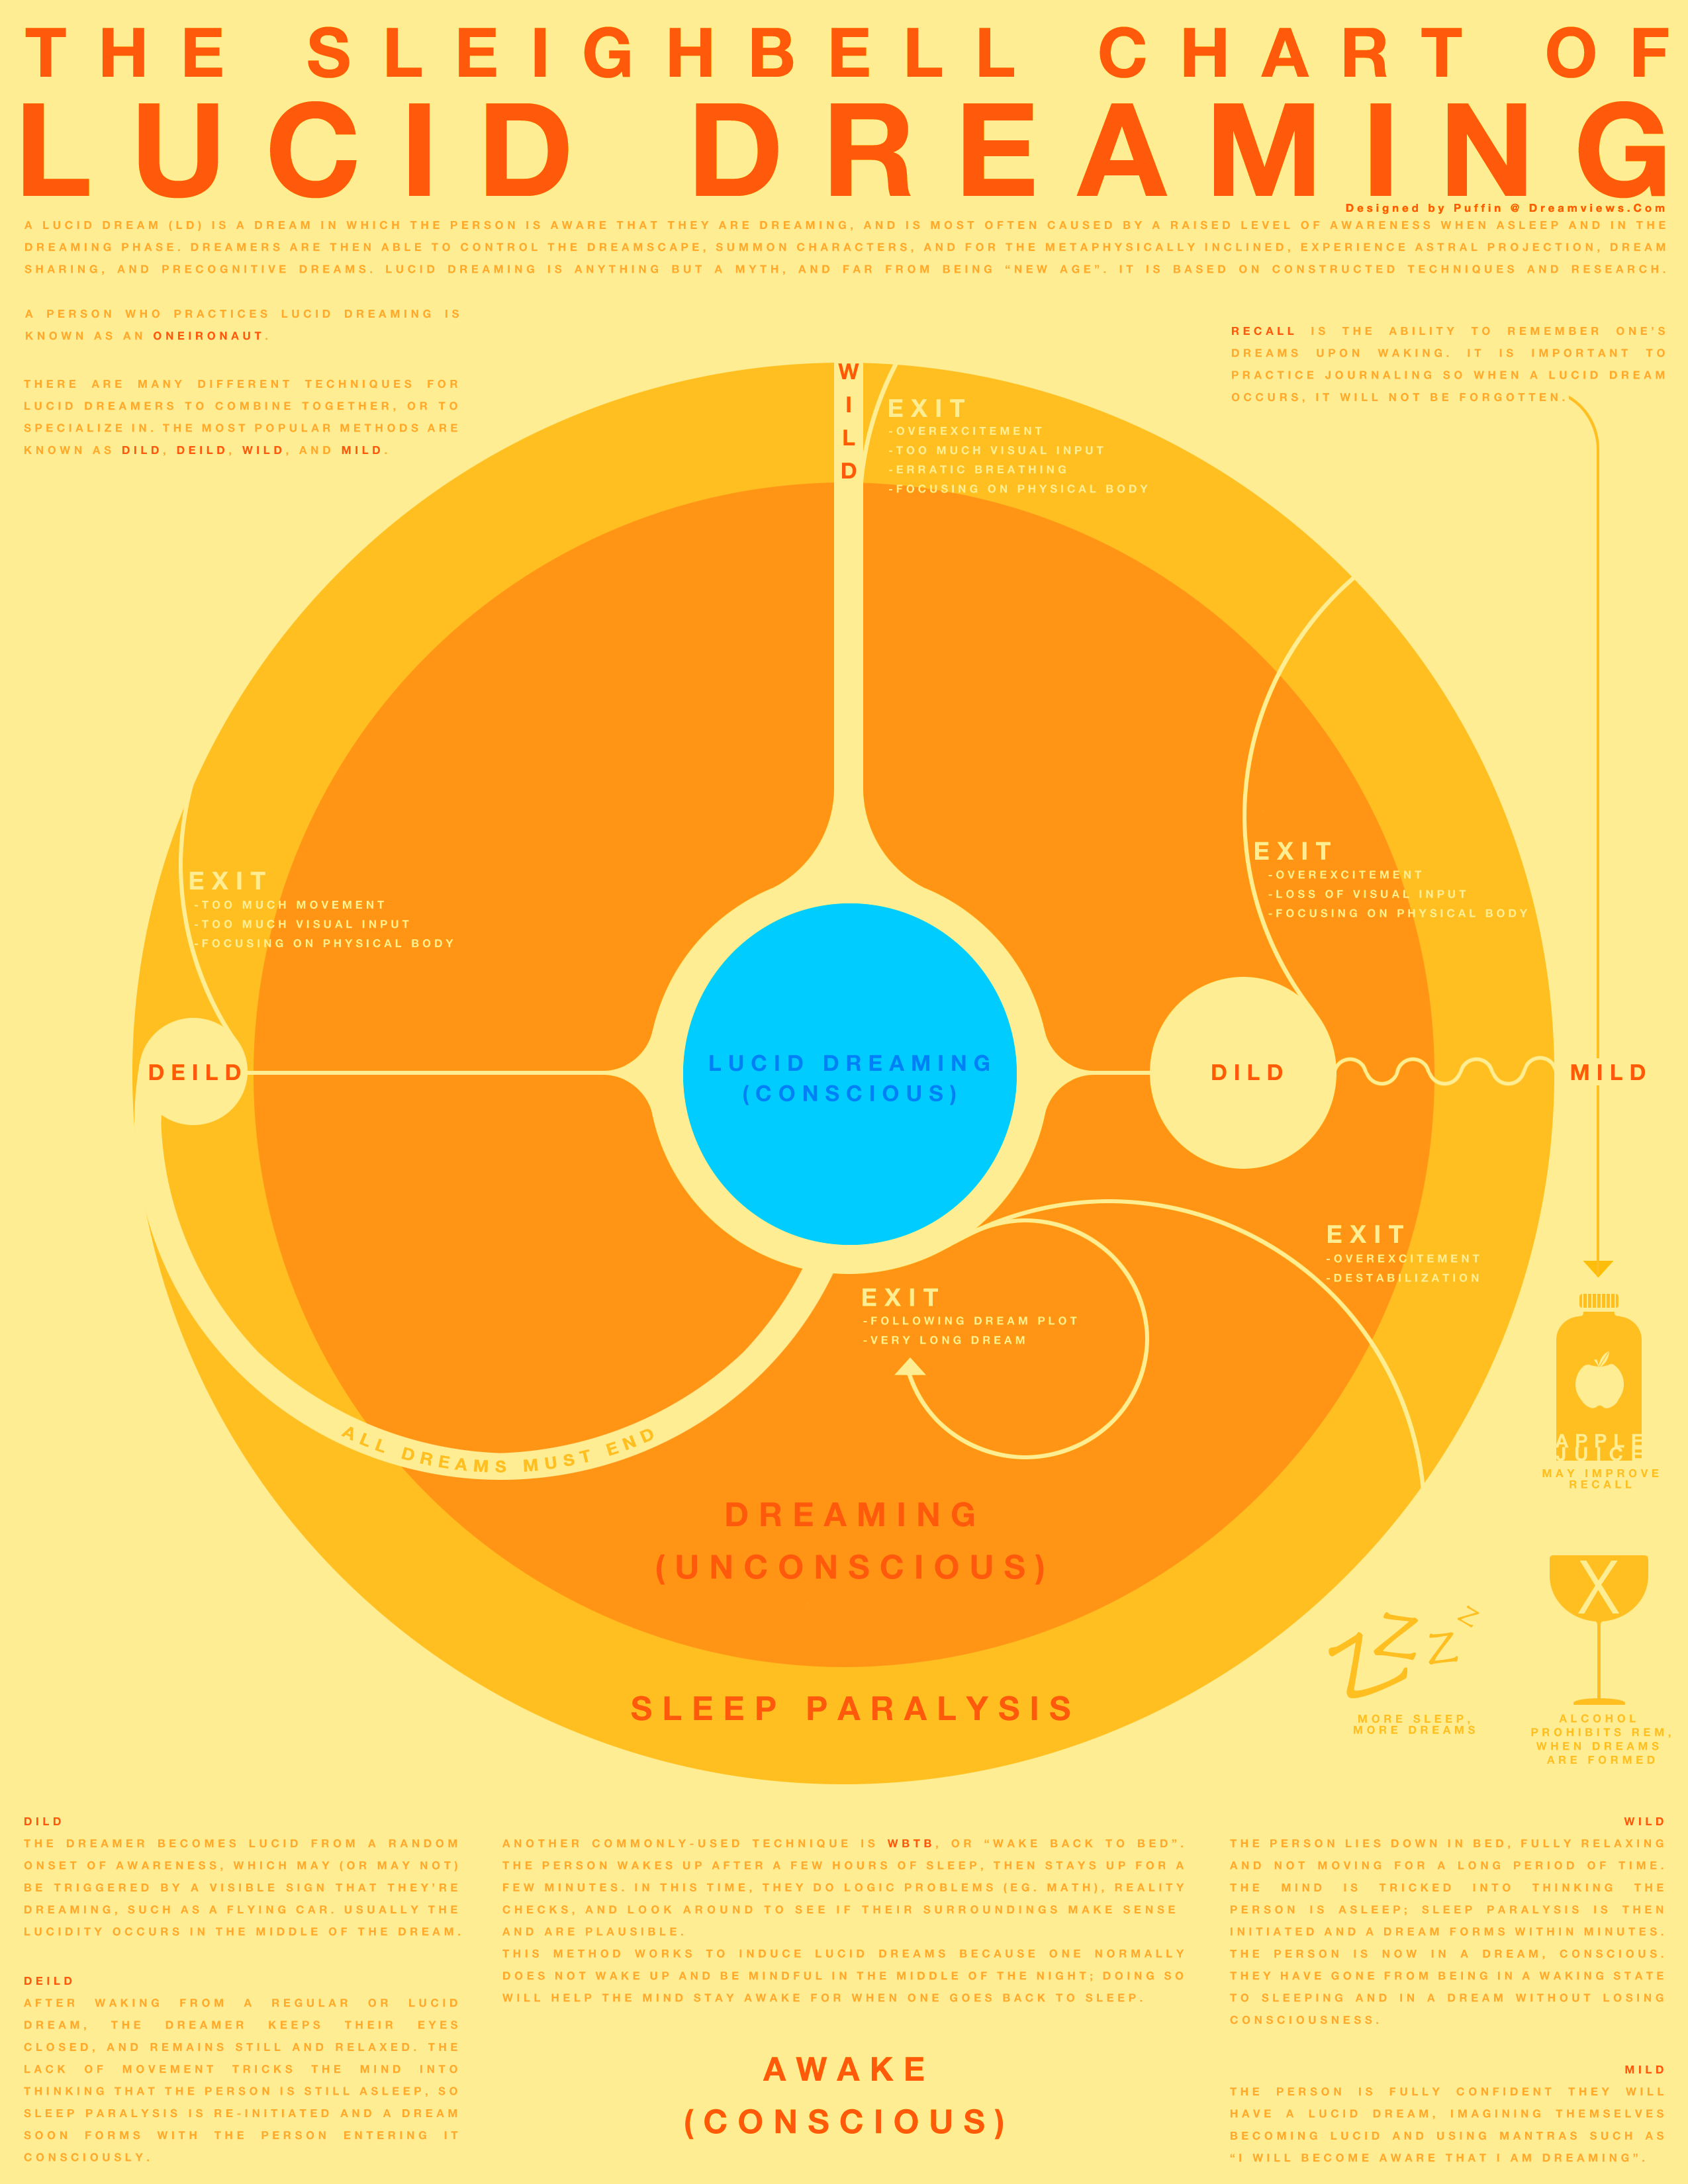 THE SLEIGHBELL CHART OF
LUCID DREAMING
Designed by Puffin @ Dreamviews.Com
A LUCID DREAM (LD) IS A DREAM IN WHICH THE PERSON IS AWARE THAT THEY ARE DREAMING, AND IS MOST OFTEN CAUSED BY A RAISED LEVEL OF AWARENESS WHEN ASLEEP AND IN THE
DREAMING PHASE. DREAMERS ARE THEN ABLE TO CONTROL THE DREAMSCAPE, SUMMON CHARACTERS, AND FOR THE METAPHYSICALLY INCLINED, EXPERIENCE ASTRAL PROJECTION, DREAM
SHARING, AND PRECOGNITIVE DREAMS. LUCID DREAMING IS ANYTHING BUT A MYTH, AND FAR FROM BEING “NEW AGE”. IT IS BASED ON CONSTRUCTED TECHNIQUES AND RESEARCH.
A PERSON WHO PRACTICES LUCID DREAMING IS
KNOWN AS AN ONEIRONAUT.
THERE ARE MANY DIFFERENT TECHNIQUES FOR
LUCID DREAMERS TO COMBINE TOGETHER, OR TO
SPECIALIZE IN. THE MOST POPULAR METHODS ARE
KNOWN AS DILD, DEILD, WILD, AND MILD.
RECALL IS THE ABILITY TO REMEMBER ONE'S
DREAMS UPON WAKING. IT IS IMPORTANT TO
PRACTICE JOURNALING SO WHEN A LUCID DREAM
OCCURS, IT WILL NOT BE FORGOTTEN.
WILD
EXIT
-OVEREXCITEMENT
-TOO MUCH VISUAL INPUT
-ERRATIC BREATHING
-FOCUSING ON PHYSICAL BODY
EXIT
-OVEREXCITEMENT
-LOSS OF VISUAL INPUT
-FOCUSING ON PHYSICAL BODY
EXIT
-TOO MUCH MOVEMENT
-TOO MUCH VISUAL INPUT
-FOCUSING ON PHYSICAL BODY
DEILD
LUCID DREAMING
(CONSCIOUS)
DILD
MILD
EXIT
-OVEREXCITEMENT
-DESTABILIZATION
EXIT
-FOLLOWING DREAM PLOT
-VERY LONG DREAM
ALL DREAMS MUST END
APPLE
JUICE
MAY IMPROVE
RECALL
DREAMING
(UNCONSCIOUS)
X
ZZZZ
SLEEP PARALYSIS
MORE SLEEP,
MORE DREAMS
ALCOHOL
PROHIBITS REM,
WHEN DREAMS
ARE FORMED
DILD
THE DREAMER BECOMES LUCID FROM A RANDOM
ONSET OF AWARENESS, WHICH MAY (OR MAY NOT)
BE TRIGGERED BY A VISIBLE SIGN THAT THEY'RE
DREAMING, SUCH AS A FLYING CAR. USUALLY THE
LUCIDITY OCCURS IN THE MIDDLE OF THE DREAM.
DEILD
AFTER WAKING FROM A REGULAR OR LUCID
DREAM, THE DREAMER KEEPS THEIR EYES
CLOSED, AND REMAINS STILL AND RELAXED. THE
LACK OF MOVEMENT TRICKS THE MIND INTO
THINKING THAT THE PERSON IS STILL ASLEEP, SO
SLEEP PARALYSIS IS RE-INITIATED AND A DREAM
SOON FORMS WITH THE PERSON ENTERING IT
CONSCIOUSLY.
ANOTHER COMMONLY-USED TECHNIQUE IS WBTB, OR “WAKE BACK TO BED”.
THE PERSON WAKES UP AFTER A FEW HOURS OF SLEEP, THEN STAYS UP FOR A
FEW MINUTES. IN THIS TIME, THEY DO LOGIC PROBLEMS (EG. MATH), REALITY
CHECKS, AND LOOK AROUND TO SEE IF THEIR SURROUNDINGS MAKE SENSE
AND ARE PLAUSIBLE.
THIS METHOD WORKS TO INDUCE LUCID DREAMS BECAUSE ONE NORMALLY
DOES NOT WAKE UP AND BE MINDFUL IN THE MIDDLE OF THE NIGHT; DOING SO
WILL HELP THE MIND STAY AWAKE FOR WHEN ONE GOES BACK TO SLEEP.
AWAKE
(CONSCIOUS)
WILD
THE PERSON LIES DOWN IN BED, FULLY RELAXING
AND NOT MOVING FOR A LONG PERIOD OF TIME.
THE MIND IS TRICKED INTO THINKING THE
PERSON IS ASLEEP; SLEEP PARALYSIS IS THEN
INITIATED AND A DREAM FORMS WITHIN MINUTES.
THE PERSON IS NOW IN A DREAM, CONSCIOUS.
THEY HAVE GONE FROM BEING IN A WAKING STATE
TO SLEEPING AND IN A DREAM WITHOUT LOSING
CONSCIOUSNESS.
MILD
THE PERSON IS FULLY CONFIDENT THEY WILL
HAVE A LUCID DREAM, IMAGINING THEMSELVES
BECOMING LUCID AND USING MANTRAS SUCH AS
“I WILL BECOME AWARE THAT I AM DREAMING”.